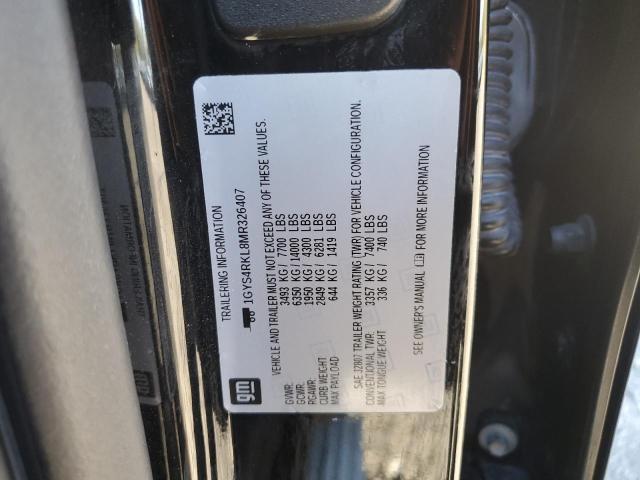 TRAILERING INFORMATION
1GYS4RKL8MR326407
VEHICLE AND TRAILER MUST NOT EXCEED ANY OF THESE VALUES.
GVWR: 3493 KG/ 7700 LBS
GCWR: 6350 KG/14000 LBS
RGAWR: 1950 KG/ 4300 LBS
CURB WEIGHT 2849 KG/ 6281 LBS
MAX PAYLOAD 644 KG/ 1419 LBS
SAE J2807 TRAILER WEIGHT RATING (TWR) FOR VEHICLE CONFIGURATION.
CONVENTIONAL TWR: 3357 KG/ 7400 LBS
MAX TONGUE WEIGHT 336 KG/ 740 LBS
SEE OWNER'S MANUAL FOR MORE INFORMATION
gm